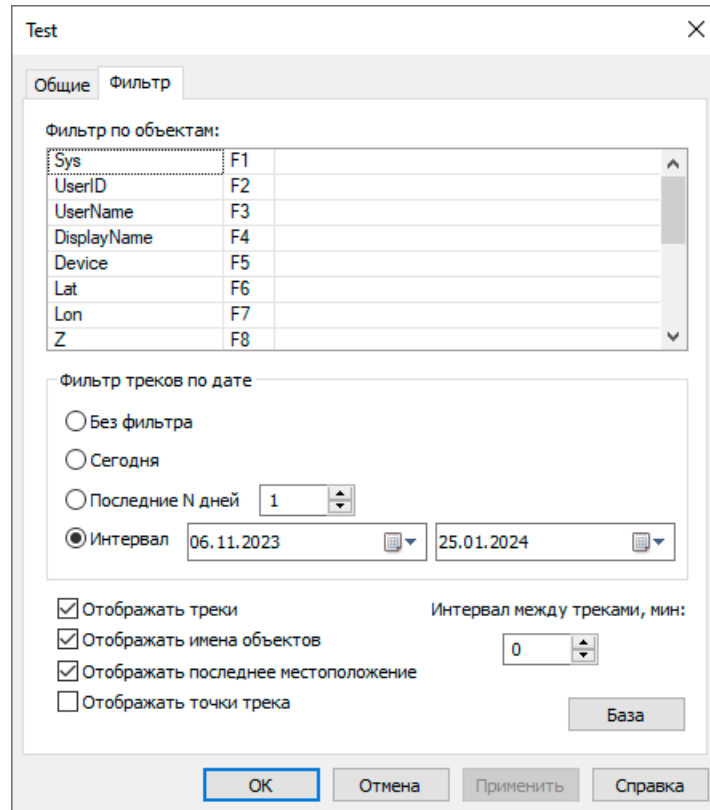 Test
Общие Фильтр
Фильтр по объектам:
Sys F1
UserID F2
UserName F3
DisplayName F4
Device F5
Lat F6
Lon F7
Z F8
Фильтр треков по дате
Без фильтра
Сегодня
Последние N дней 1
Интервал 06.11.2023 25.01.2024
Отображать треки Интервал между треками, мин:
Отображать имена объектов 0
Отображать последнее местоположение
Отображать точки трека База
ОК Отмена Применить Справка